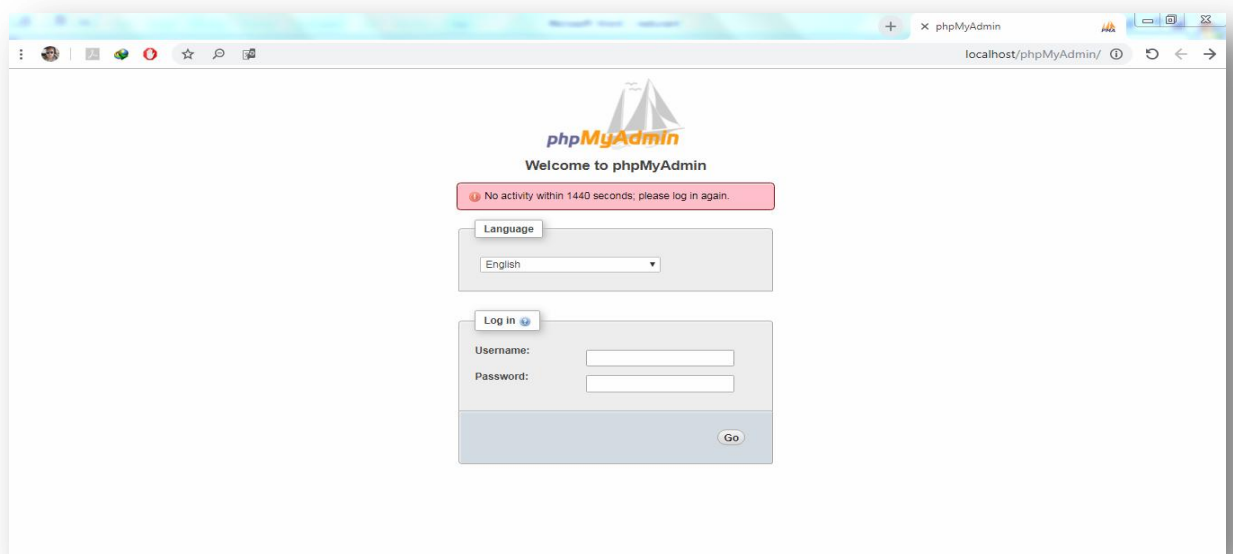 phpMyAdmin
localhost/phpMyAdmin/
phpMyAdmin
Welcome to phpMyAdmin
No activity within 1440 seconds; please log in again.
Language
English
Log in
Username:
Password:
Go